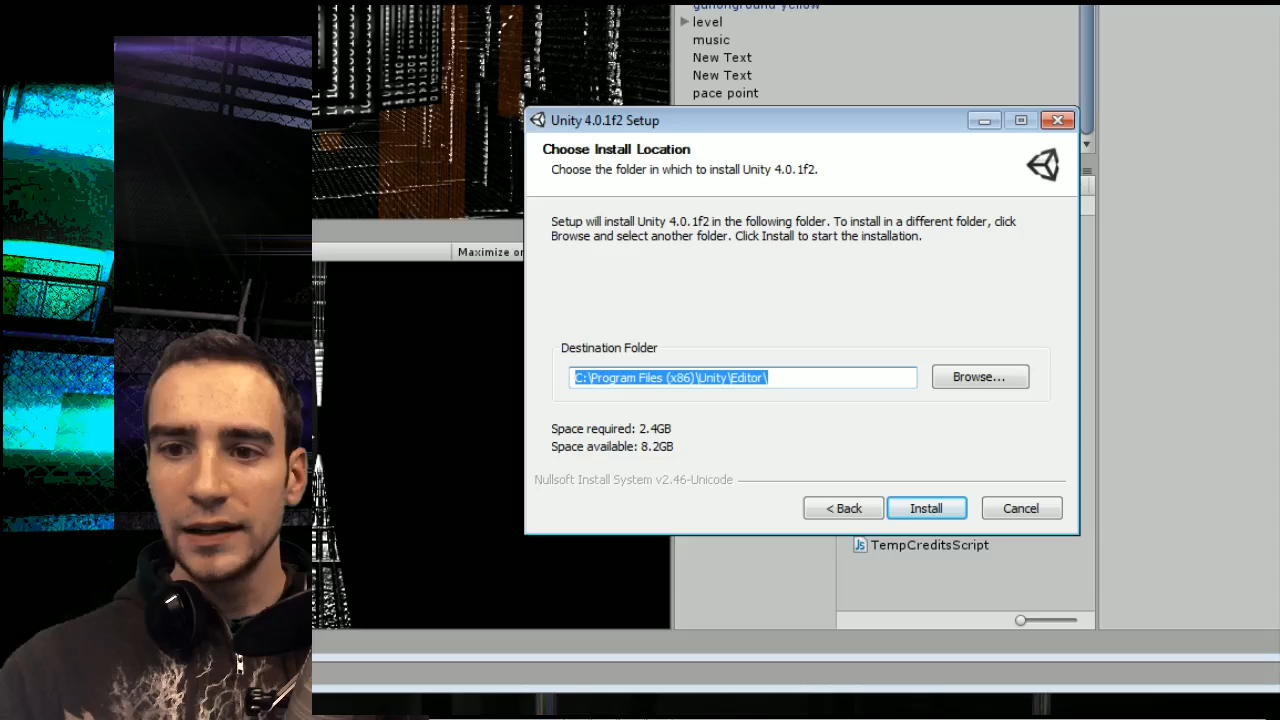 level
music
New Text
New Text
pace point
Unity 4.0.1f2 Setup
Choose Install Location
Choose the folder in which to install Unity 4.0.1f2.
Setup will install Unity 4.0.1f2 in the following folder. To install in a different folder, click
Browse and select another folder. Click Install to start the installation.
Maximize on
Destination Folder
C:\Program Files (x86)\Unity\Editor\
Browse...
Space required: 2.4GB
Space available: 8.2GB
Nullsoft Install System v2.46-Unicode
< Back
Install
Cancel
Js TempCreditsScript